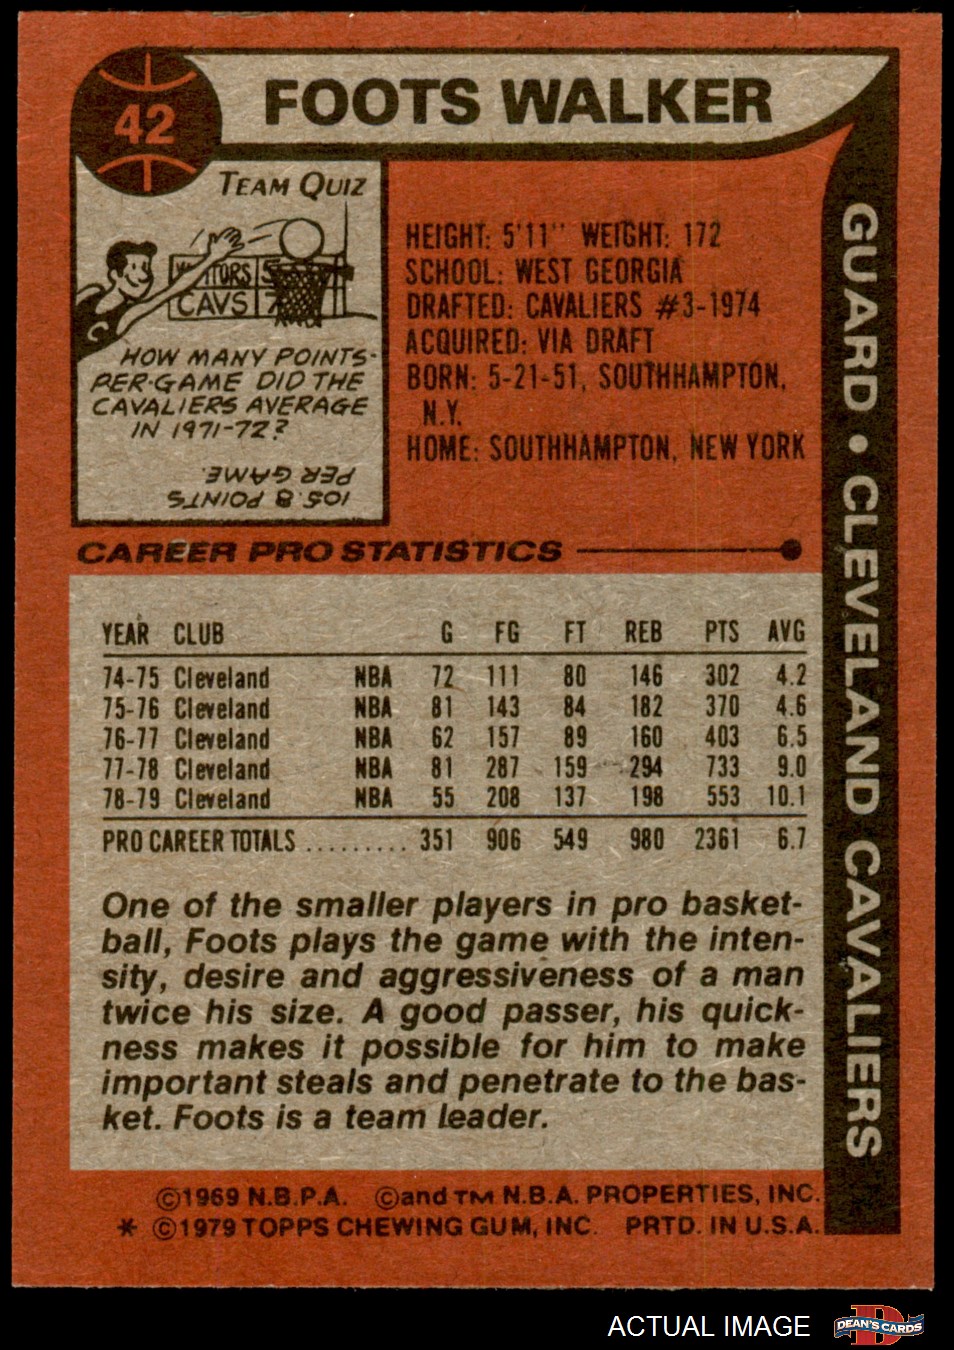 42
FOOTS WALKER
TEAM QUIZ
VISITORS 5
CAVS 7
HOW MANY POINTS-
PER-GAME DID THE
CAVALIERS AVERAGE
IN 1971-72?
105.8 POINTS
PER GAME.
HEIGHT: 5'11" WEIGHT: 172
SCHOOL: WEST GEORGIA
DRAFTED: CAVALIERS #3-1974
ACQUIRED: VIA DRAFT
BORN: 5-21-51, SOUTHHAMPTON,
N.Y.
HOME: SOUTHHAMPTON, NEW YORK
GUARD • CLEVELAND CAVALIERS
CAREER PRO STATISTICS
YEAR CLUB G FG FT REB PTS AVG
74-75 Cleveland NBA 72 111 80 146 302 4.2
75-76 Cleveland NBA 81 143 84 182 370 4.6
76-77 Cleveland NBA 62 157 89 160 403 6.5
77-78 Cleveland NBA 81 287 159 294 733 9.0
78-79 Cleveland NBA 55 208 137 198 553 10.1
PRO CAREER TOTALS ......... 351 906 549 980 2361 6.7
One of the smaller players in pro basket-
ball, Foots plays the game with the inten-
sity, desire and aggressiveness of a man
twice his size. A good passer, his quick-
ness makes it possible for him to make
important steals and penetrate to the bas-
ket. Foots is a team leader.
©1969 N.B.P.A. ©and TM N.B.A. PROPERTIES, INC.
* ©1979 TOPPS CHEWING GUM, INC. PRTD. IN U.S.A.
ACTUAL IMAGE
D
DEAN'S CARDS